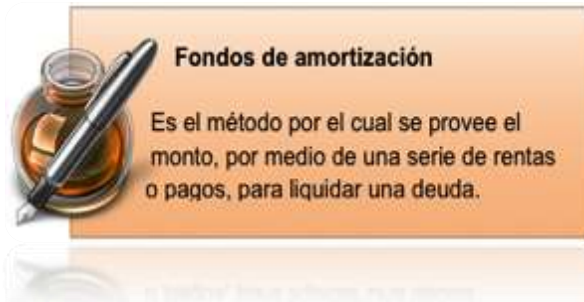 Fondos de amortización
Es el método por el cual se provee el
monto, por medio de una serie de rentas
o pagos, para liquidar una deuda.